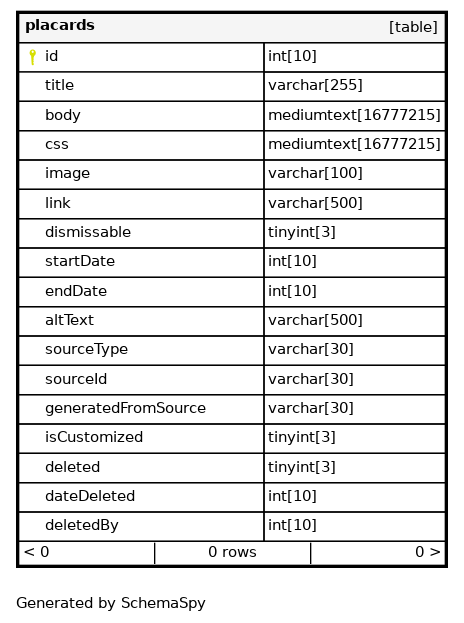 placards [table]
id int[10]
title varchar[255]
body mediumtext[16777215]
css mediumtext[16777215]
image varchar[100]
link varchar[500]
dismissable tinyint[3]
startDate int[10]
endDate int[10]
altText varchar[500]
sourceType varchar[30]
sourceId varchar[30]
generatedFromSource varchar[30]
isCustomized tinyint[3]
deleted tinyint[3]
dateDeleted int[10]
deletedBy int[10]
< 0 0 rows 0 >
Generated by SchemaSpy